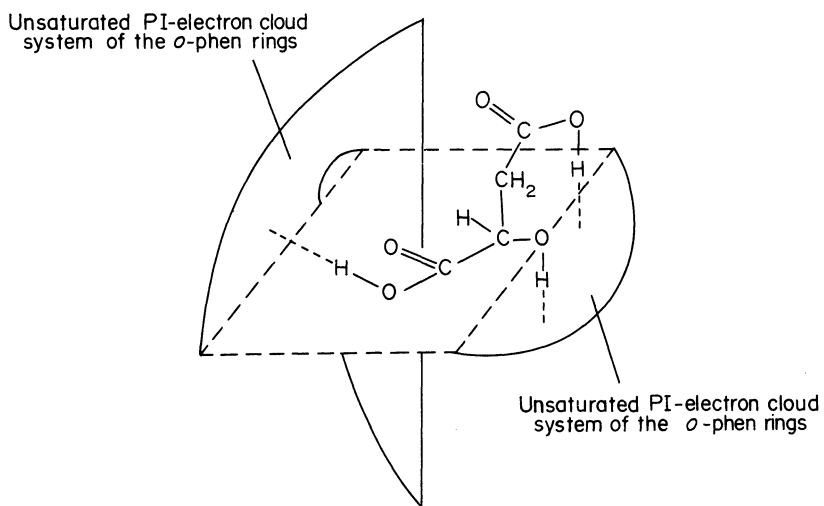 Unsaturated PI-electron cloud
system of the o-phen rings
O
C
O
H
CH2
H
C
O
O
C
H
H
O
Unsaturated PI-electron cloud
system of the o-phen rings